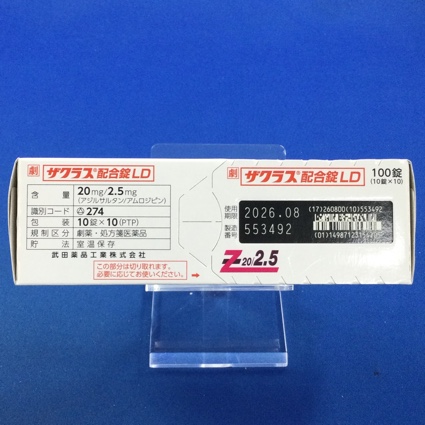 劇 ザクラス®配合錠LD
含量 20mg/2.5mg
(アジルサルタン/アムロジピン)
識別コード 274
包装 10錠×10(PTP)
規制区分 劇薬・処方箋医薬品
貯法 室温保存
武田薬品工業株式会社
この部分は切り取れます。
必要に応じてお使いください。
劇 ザクラス®配合錠LD 100錠
(10錠×10)
使用期限 2026.08
製造番号 553492
(17)260800(10)553492
Z20/2.5